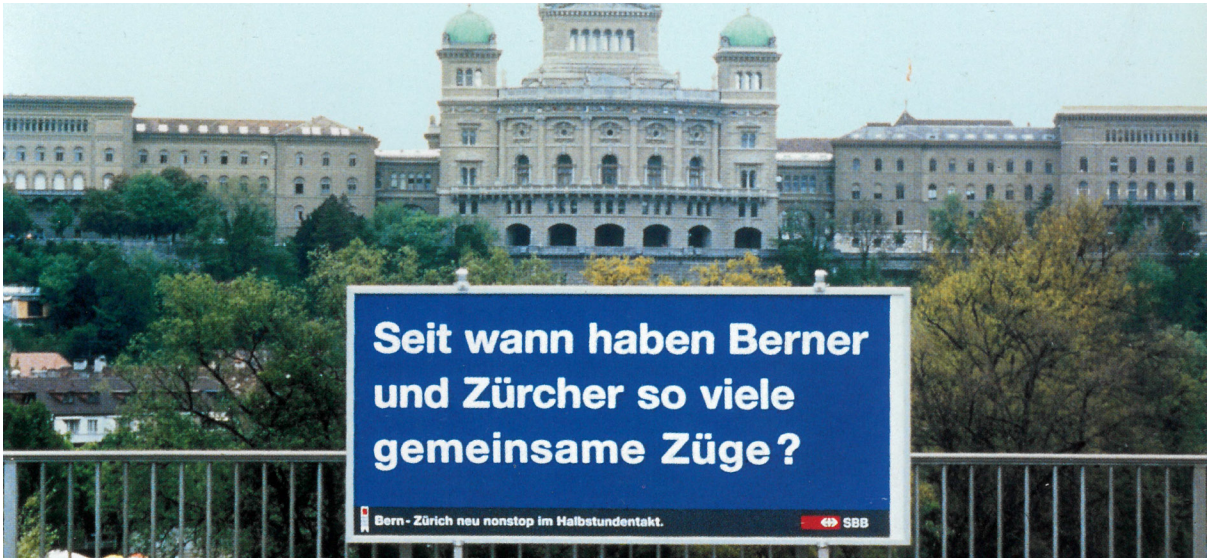 Seit wann haben Berner
und Zürcher so viele
gemeinsame Züge?
Bern - Zürich neu nonstop im Halbstundentakt.
SBB